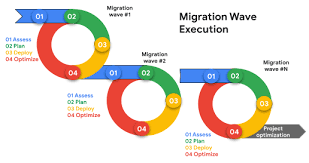 Migration
wave #1
Migration Wave
Execution
01
02
03
04
01 Assess
02 Plan
03 Deploy
04 Optimize
Migration
wave #2
01
02
03
04
01 Assess
02 Plan
03 Deploy
04 Optimize
Migration
wave #N
01
02
03
04
01 Assess
02 Plan
03 Deploy
04 Optimize
Project
optimization